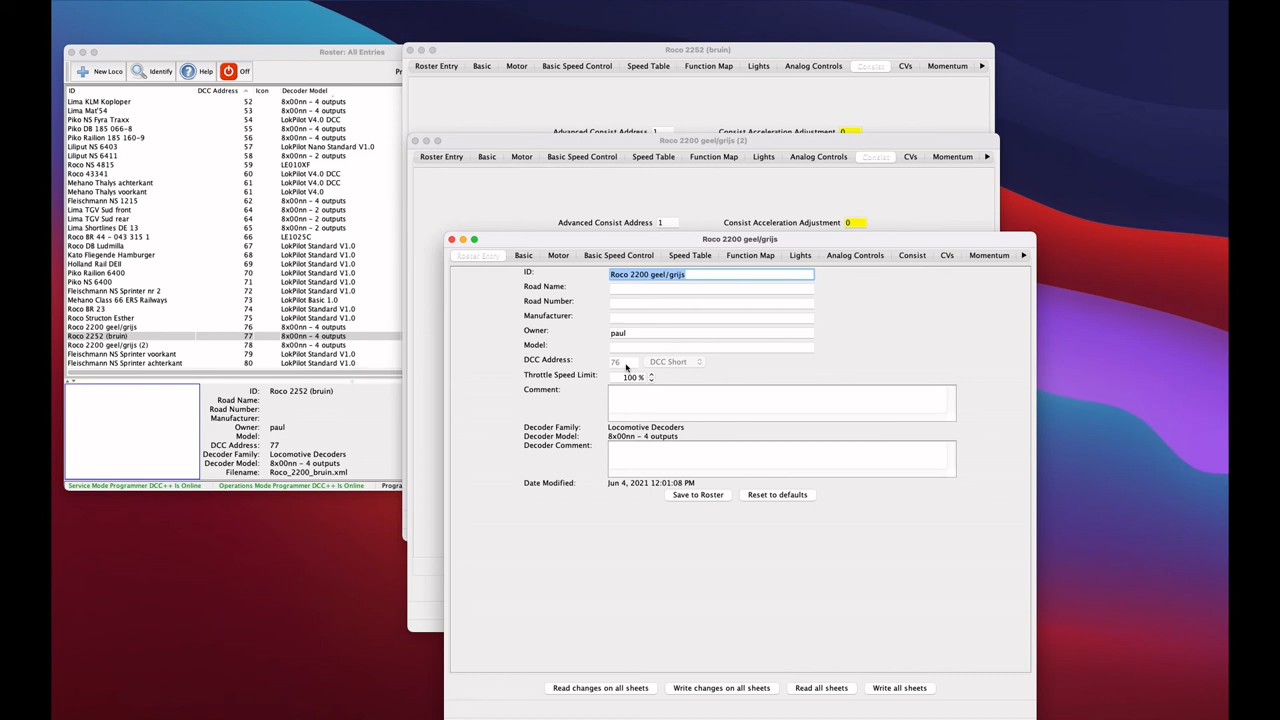 Roster: All Entries
New Loco Identify Help Off Pr
ID DCC Address Icon Decoder Model
Lima KLM Koploper 52 8x00nn - 4 outputs
Lima Mat'54 53 8x00nn - 4 outputs
Piko NS Fyra Traxx 54 LokPilot V4.0 DCC
Piko DB 185 066-8 55 8x00nn - 4 outputs
Piko Railion 185 160-9 56 8x00nn - 4 outputs
Liliput NS 6403 57 LokPilot Nano Standard V1.0
Liliput NS 6411 58 8x00nn - 2 outputs
Roco NS 4815 59 LE010XF
Roco 43341 60 LokPilot V4.0 DCC
Mehano Thalys achterkant 61 LokPilot V4.0
Mehano Thalys voorkant 61 LokPilot V4.0
Fleischmann NS 1215 62 8x00nn - 4 outputs
Lima TGV Sud front 64 8x00nn - 2 outputs
Lima TGV Sud rear 64 8x00nn - 4 outputs
Lima Shortlines DE 13 65 8x00nn - 4 outputs
Roco BR 44 - 043 315 1 66 LE1025C
Roco DB Ludmilla 67 LokPilot Standard V1.0
Kato Fliegende Hamburger 68 LokPilot Standard V1.0
Holland Rail DEII 69 LokPilot Standard V1.0
Piko Railion 6400 70 LokPilot Standard V1.0
Piko NS 6400 71 LokPilot Standard V1.0
Fleischmann NS Sprinter nr 2 72 8x00nn - 4 outputs
Mehano Class 66 ERS Railways 73 LokPilot Basic 1.0
Roco BR 23 74 LokPilot Standard V1.0
Roco Structon Esther 75 LokPilot Standard V1.0
Roco 2200 geel/grijs 76 8x00nn - 4 outputs
Roco 2252 (bruin) 77 8x00nn - 4 outputs
Roco 2200 geel/grijs (2) 78 8x00nn - 4 outputs
Fleischmann NS Sprinter voorkant 79 LokPilot Standard V1.0
Fleischmann NS Sprinter achterkant 80 LokPilot Standard V1.0
ID: Roco 2252 (bruin)
Road Name:
Road Number:
Manufacturer:
Owner: paul
Model:
DCC Address: 77
Decoder Family: Locomotive Decoders
Decoder Model: 8x00nn - 4 outputs
Filename: Roco_2200_bruin.xml
Service Mode Programmer DCC++ Is Online Operations Mode Programmer DCC++ Is Online Progra
Roco 2252 (bruin)
Roster Entry Basic Motor Basic Speed Control Speed Table Function Map Lights Analog Controls Consist CVs Momentum
Advanced Consist Address 1 Consist Acceleration Adjustment 0
Roco 2200 geel/grijs (2)
Roster Entry Basic Motor Basic Speed Control Speed Table Function Map Lights Analog Controls Consist CVs Momentum
Advanced Consist Address 1 Consist Acceleration Adjustment 0
Roco 2200 geel/grijs
Roster Entry Basic Motor Basic Speed Control Speed Table Function Map Lights Analog Controls Consist CVs Momentum
ID: Roco 2200 geel/grijs
Road Name:
Road Number:
Manufacturer:
Owner: paul
Model:
DCC Address: 76 DCC Short
Throttle Speed Limit: 100 %
Comment:
Decoder Family: Locomotive Decoders
Decoder Model: 8x00nn - 4 outputs
Decoder Comment:
Date Modified: Jun 4, 2021 12:01:08 PM
Save to Roster Reset to defaults
Read changes on all sheets Write changes on all sheets Read all sheets Write all sheets